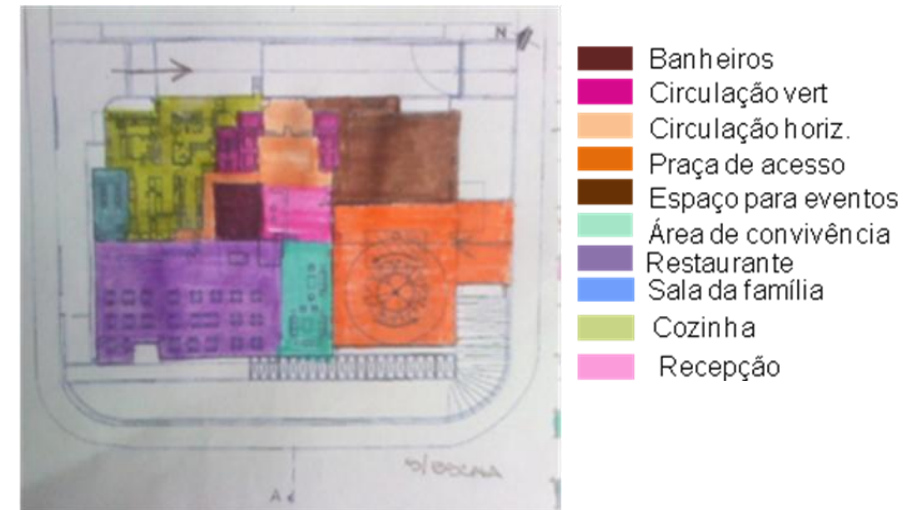 N
Banheiros
Circulação vert
Circulação horiz.
Praça de acesso
Espaço para eventos
Área de convivência
Restaurante
Sala da família
Cozinha
Recepção
S/ESCALA
A